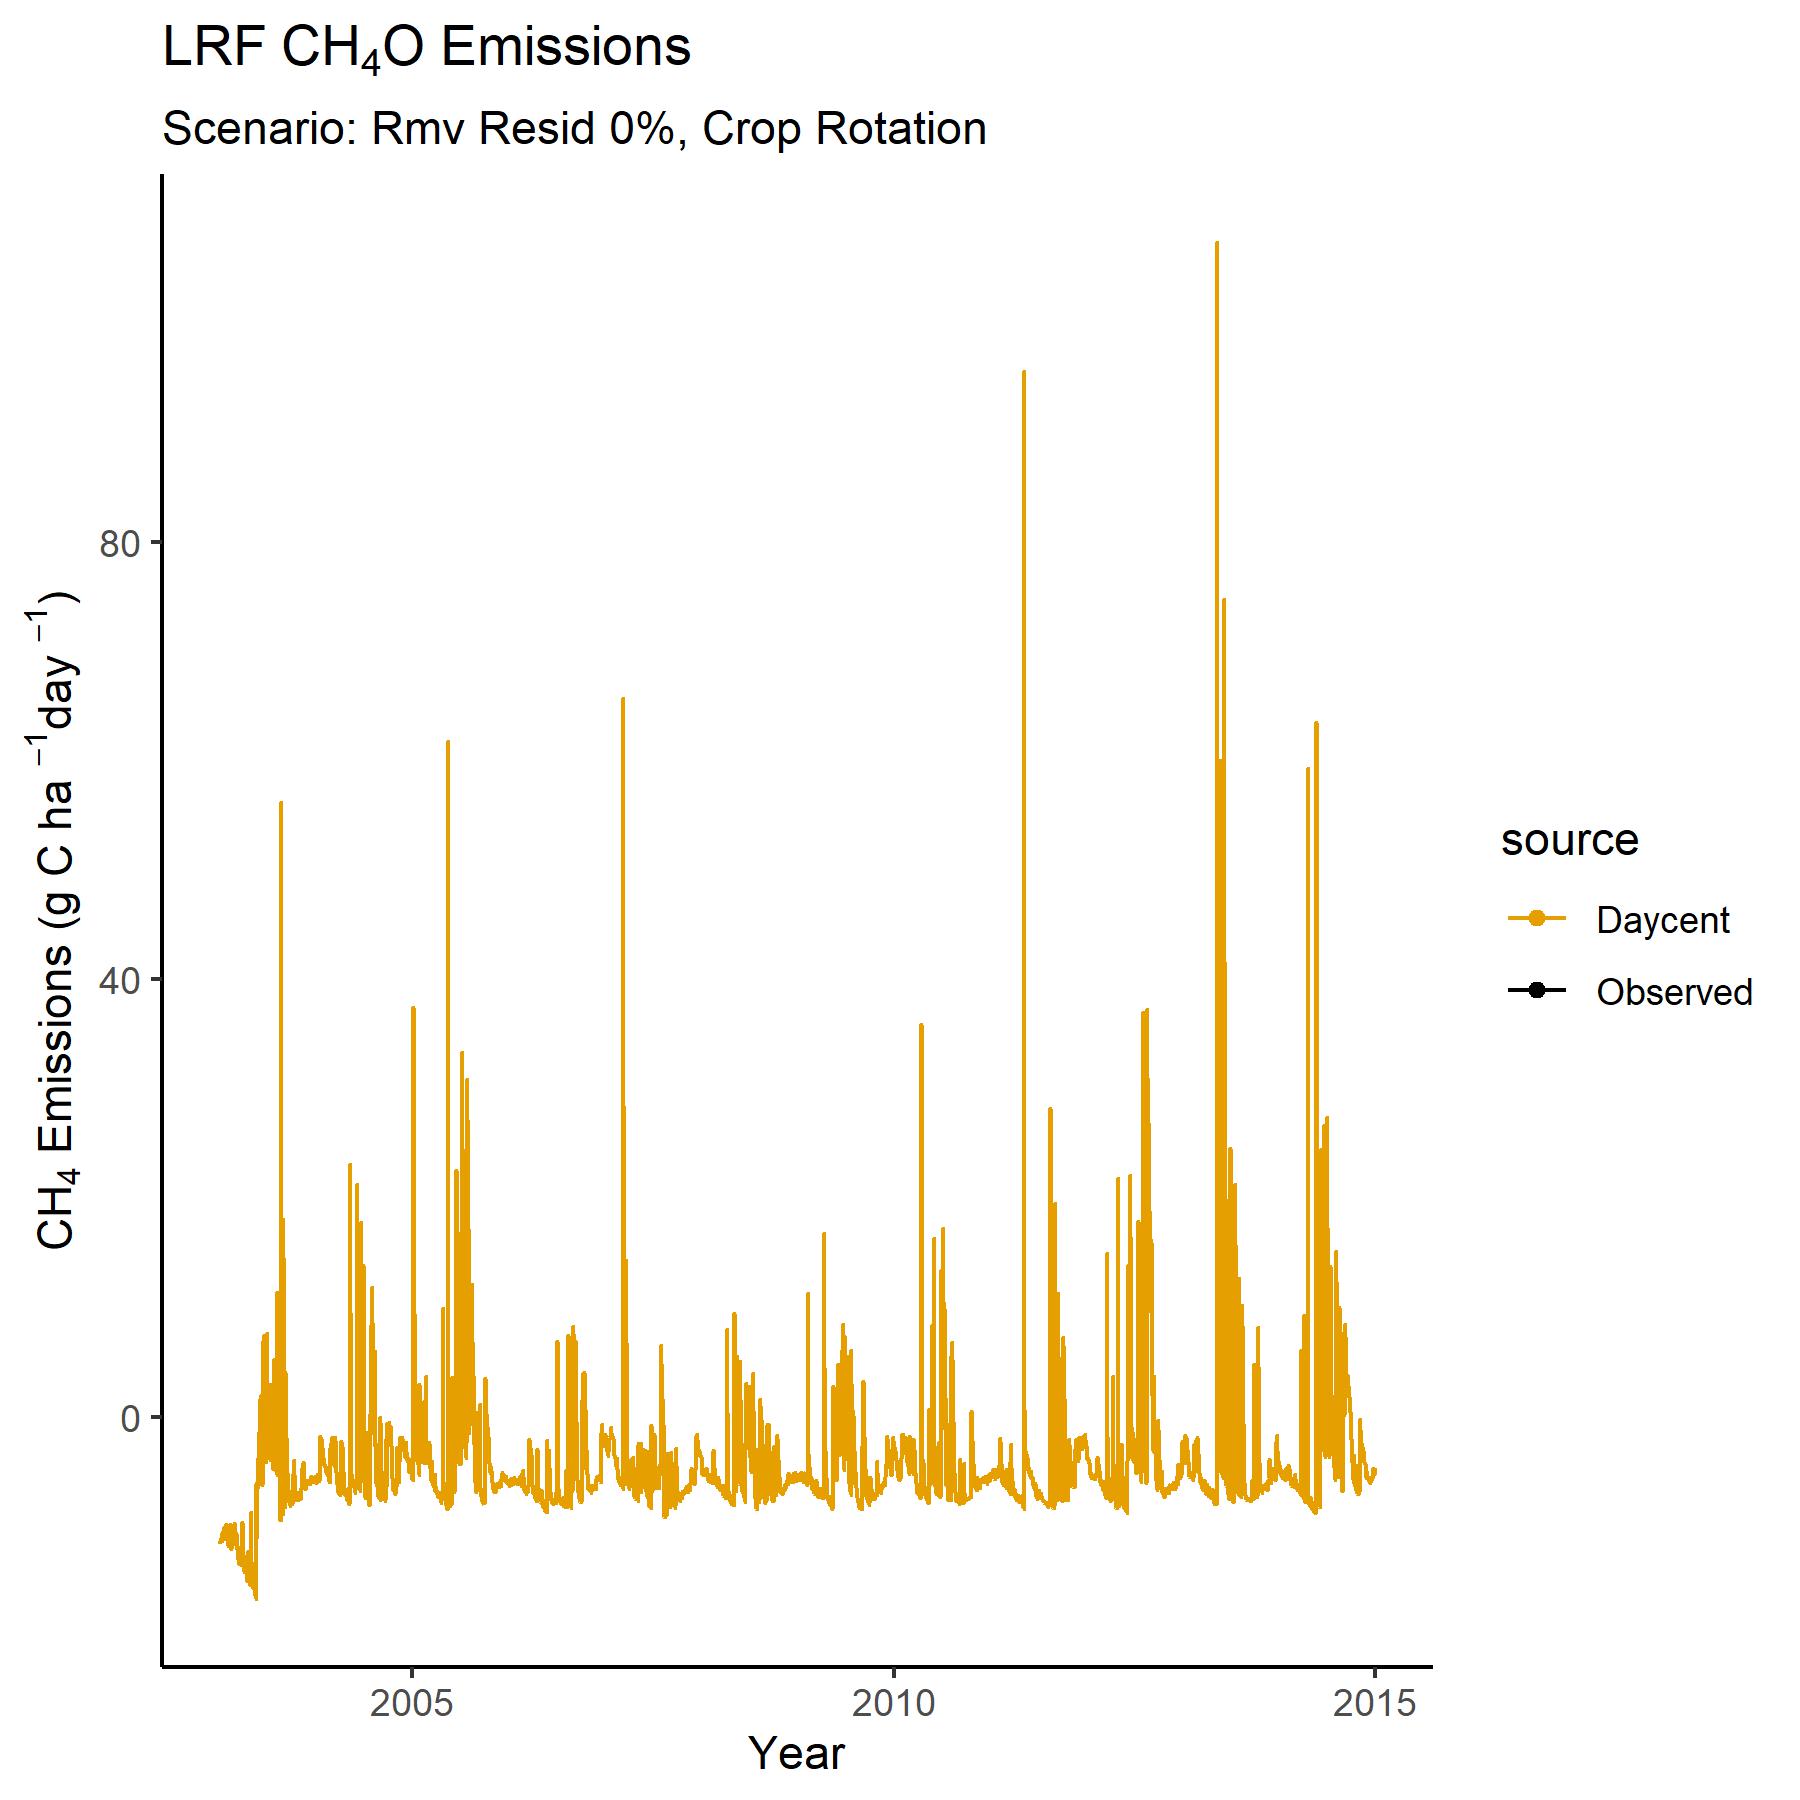 LRF CH₄O Emissions
Scenario: Rmv Resid 0%, Crop Rotation
CH₄ Emissions (g C ha ⁻¹day ⁻¹)
80
40
0
2005 2010 2015
Year
source
Daycent
Observed